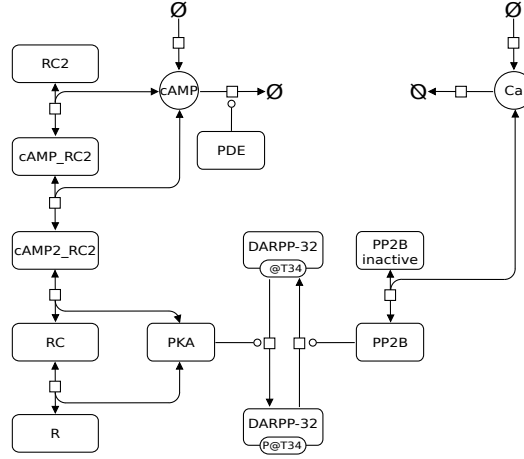 Ø
Ø
RC2
cAMP
Ø
Ø
Ca
cAMP_RC2
PDE
cAMP2_RC2
DARPP-32
@T34
PP2B
inactive
RC
PKA
PP2B
R
DARPP-32
P@T34